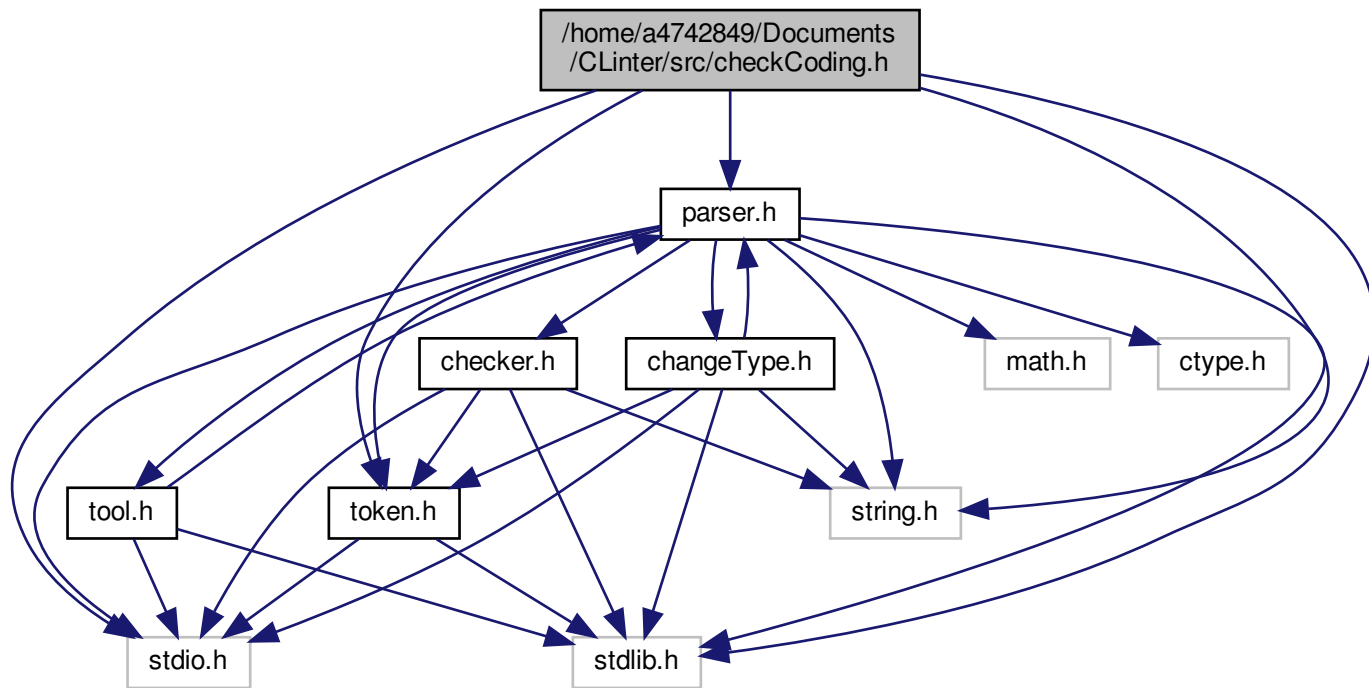 /home/a4742849/Documents
/CLinter/src/checkCoding.h
parser.h
checker.h
changeType.h
math.h
ctype.h
tool.h
token.h
string.h
stdio.h
stdlib.h